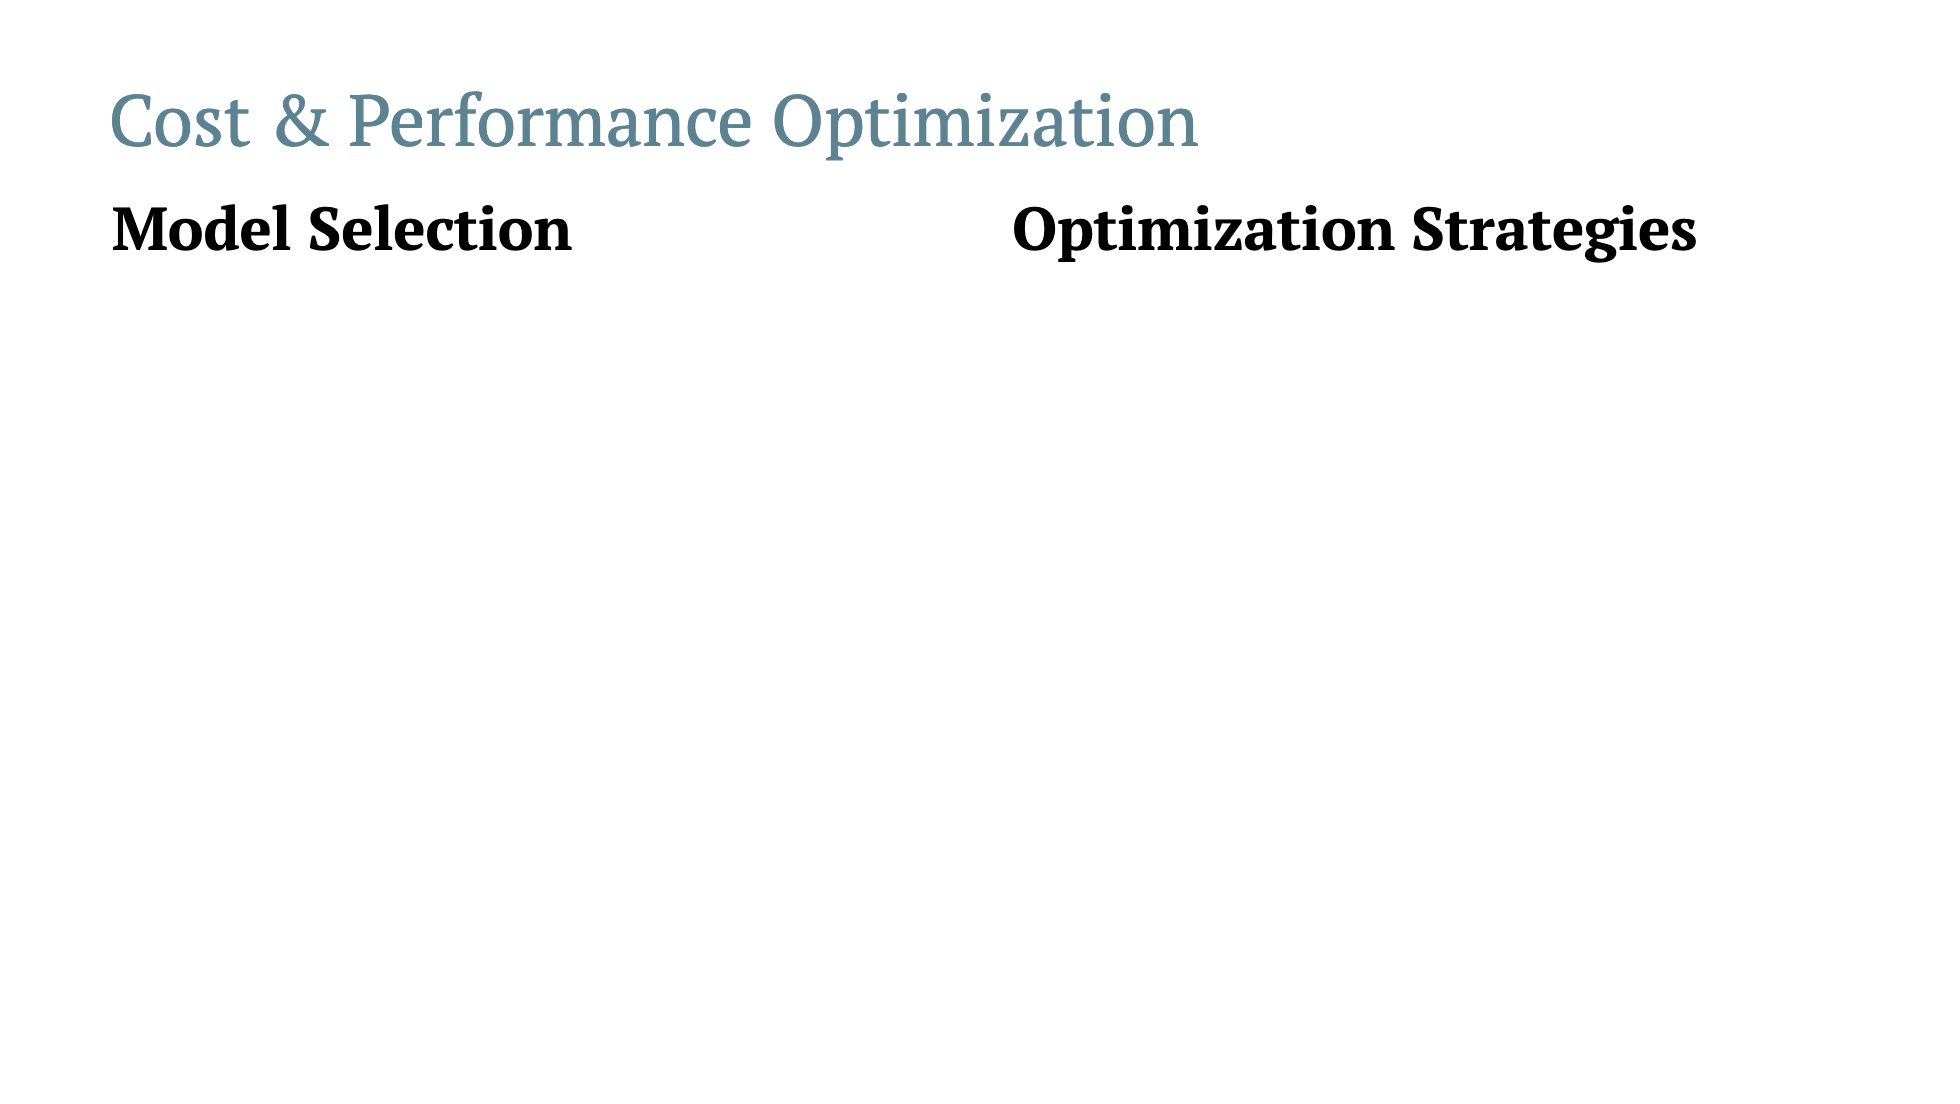 Cost & Performance Optimization
Model Selection
Optimization Strategies